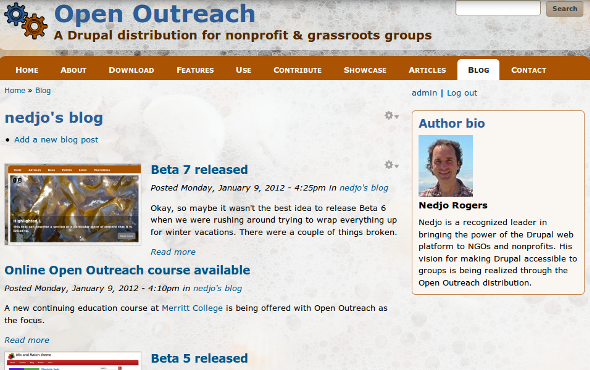 Open Outreach
A Drupal distribution for nonprofit & grassroots groups
Search
Home About Download Features Use Contribute Showcase Articles Blog Contact
Home » Blog
admin | Log out
nedjo's blog
Add a new blog post
Beta 7 released
Posted Monday, January 9, 2012 - 4:25pm in nedjo's blog
Okay, so maybe it wasn't the best idea to release Beta 6
when we were rushing around trying to wrap everything up
for winter vacations. There were a couple of things broken.
Read more
Highlighted 1
Online Open Outreach course available
Posted Monday, January 9, 2012 - 4:10pm in nedjo's blog
A new continuing education course at Merritt College is being offered with Open Outreach as
the focus.
Read more
Beta 5 released
Author bio
Nedjo Rogers
Nedjo is a recognized leader in
bringing the power of the Drupal web
platform to NGOs and nonprofits. His
vision for making Drupal accessible to
groups is being realized through the
Open Outreach distribution.